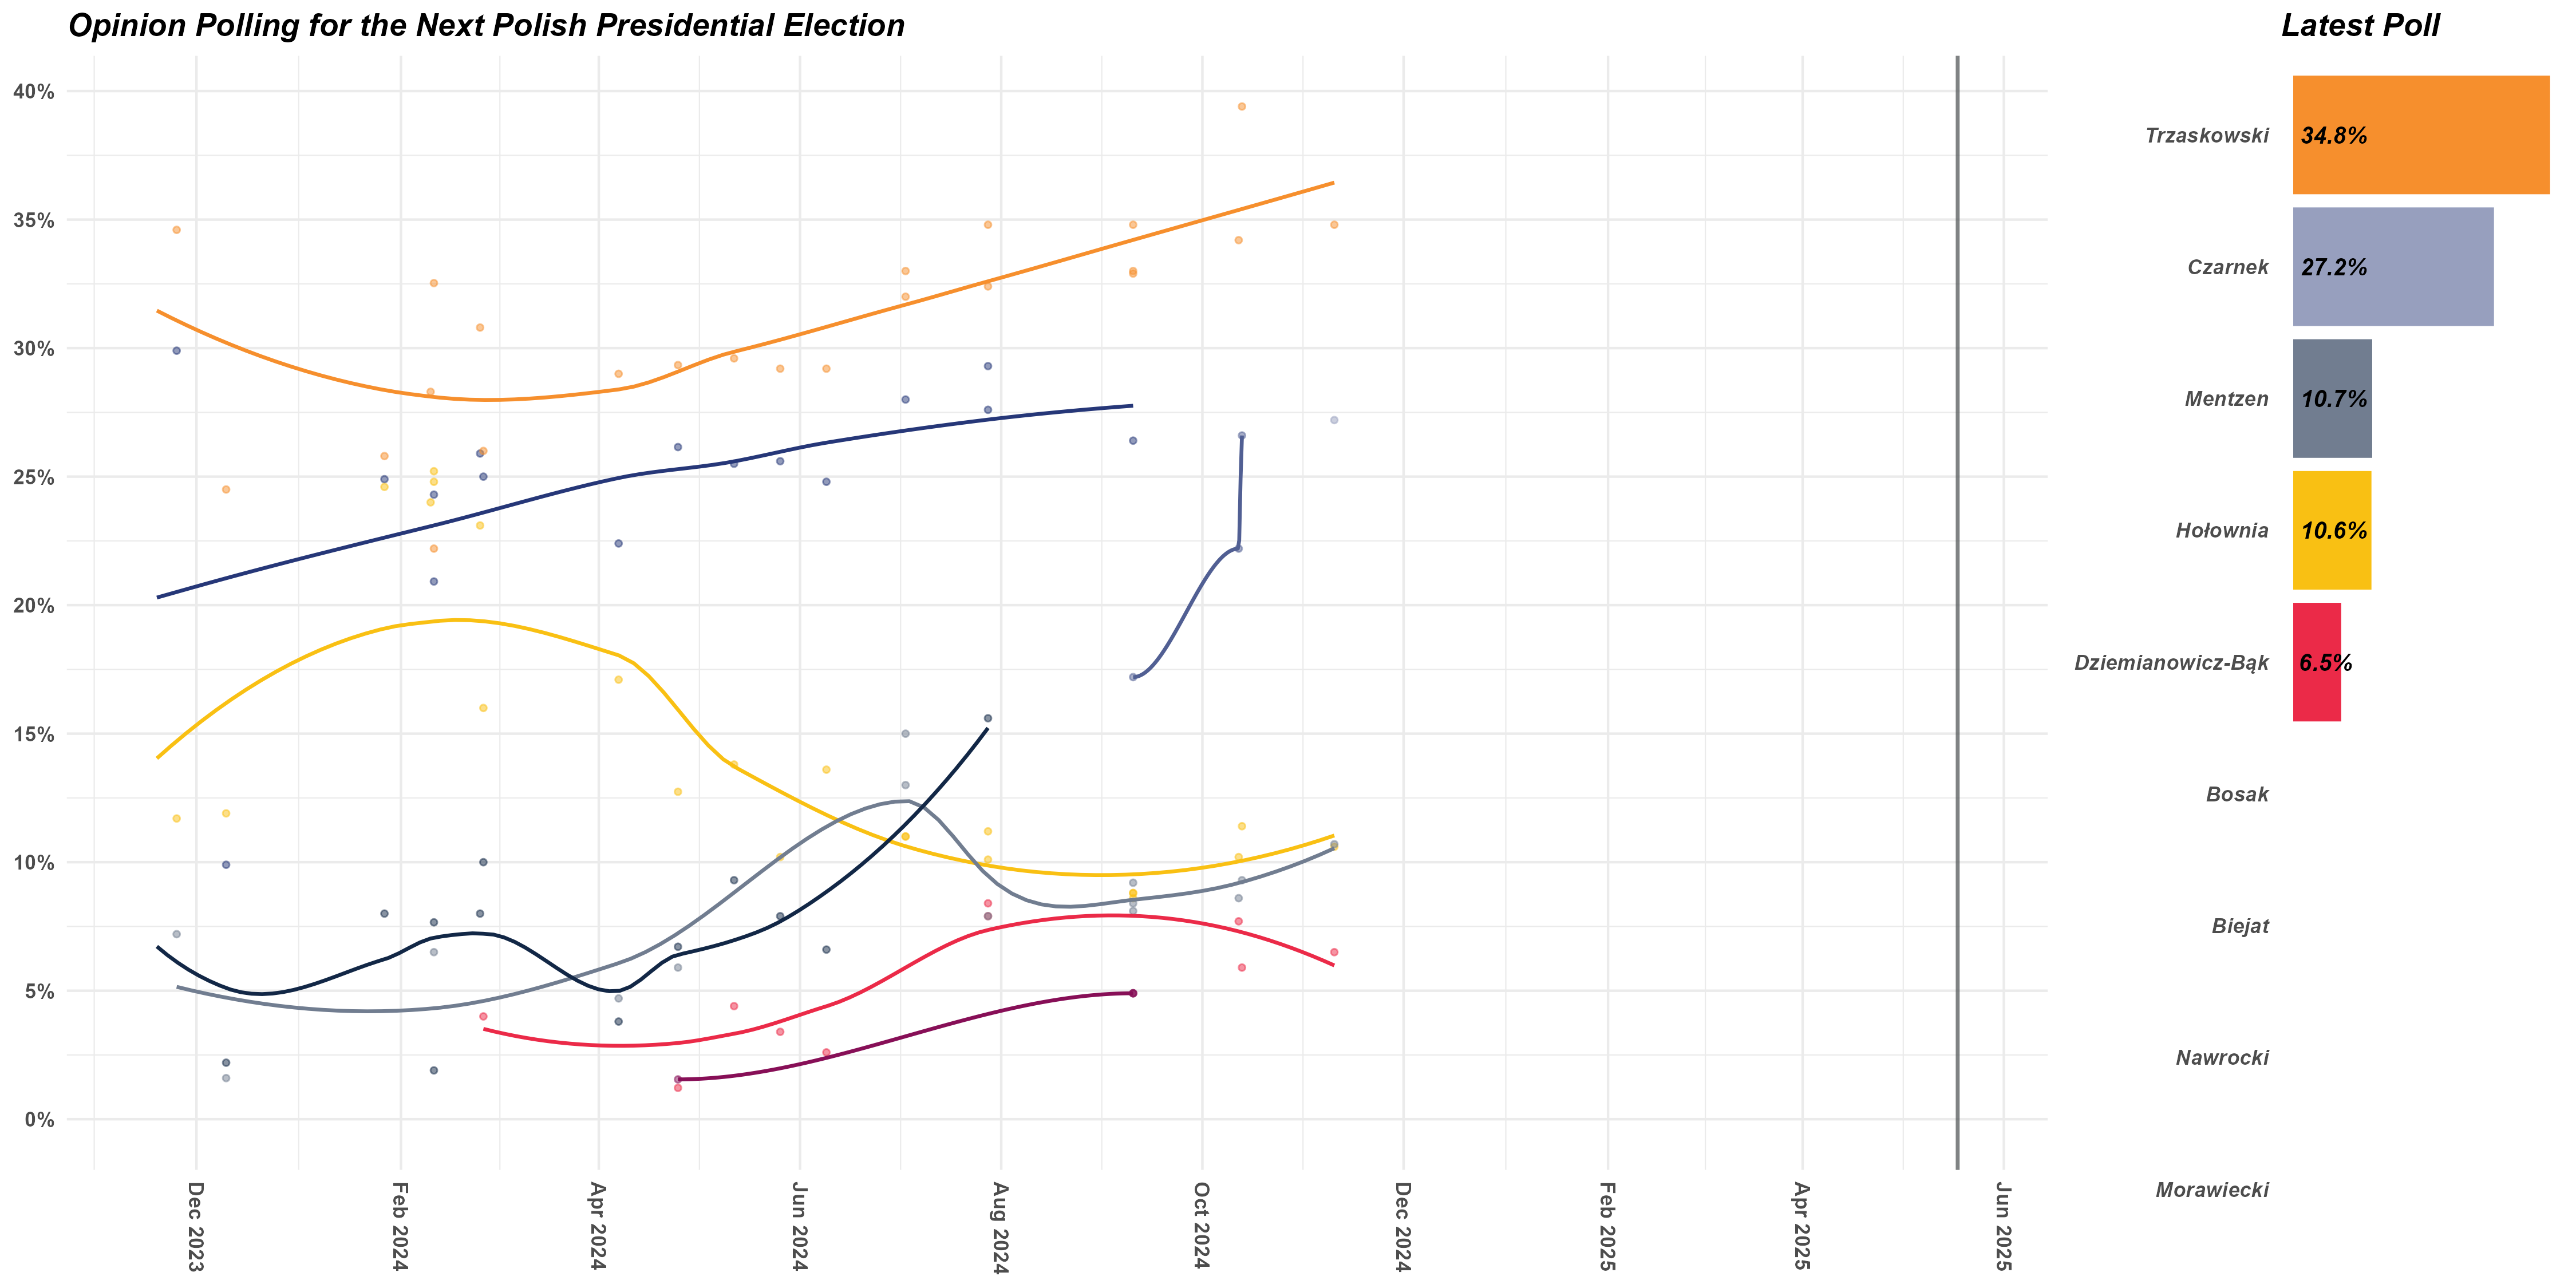 Opinion Polling for the Next Polish Presidential Election
Latest Poll
40%
35%
30%
25%
20%
15%
10%
5%
0%
Dec 2023
Feb 2024
Apr 2024
Jun 2024
Aug 2024
Oct 2024
Dec 2024
Feb 2025
Apr 2025
Jun 2025
Trzaskowski 34.8%
Czarnek 27.2%
Mentzen 10.7%
Hołownia 10.6%
Dziemianowicz-Bąk 6.5%
Bosak
Biejat
Nawrocki
Morawiecki